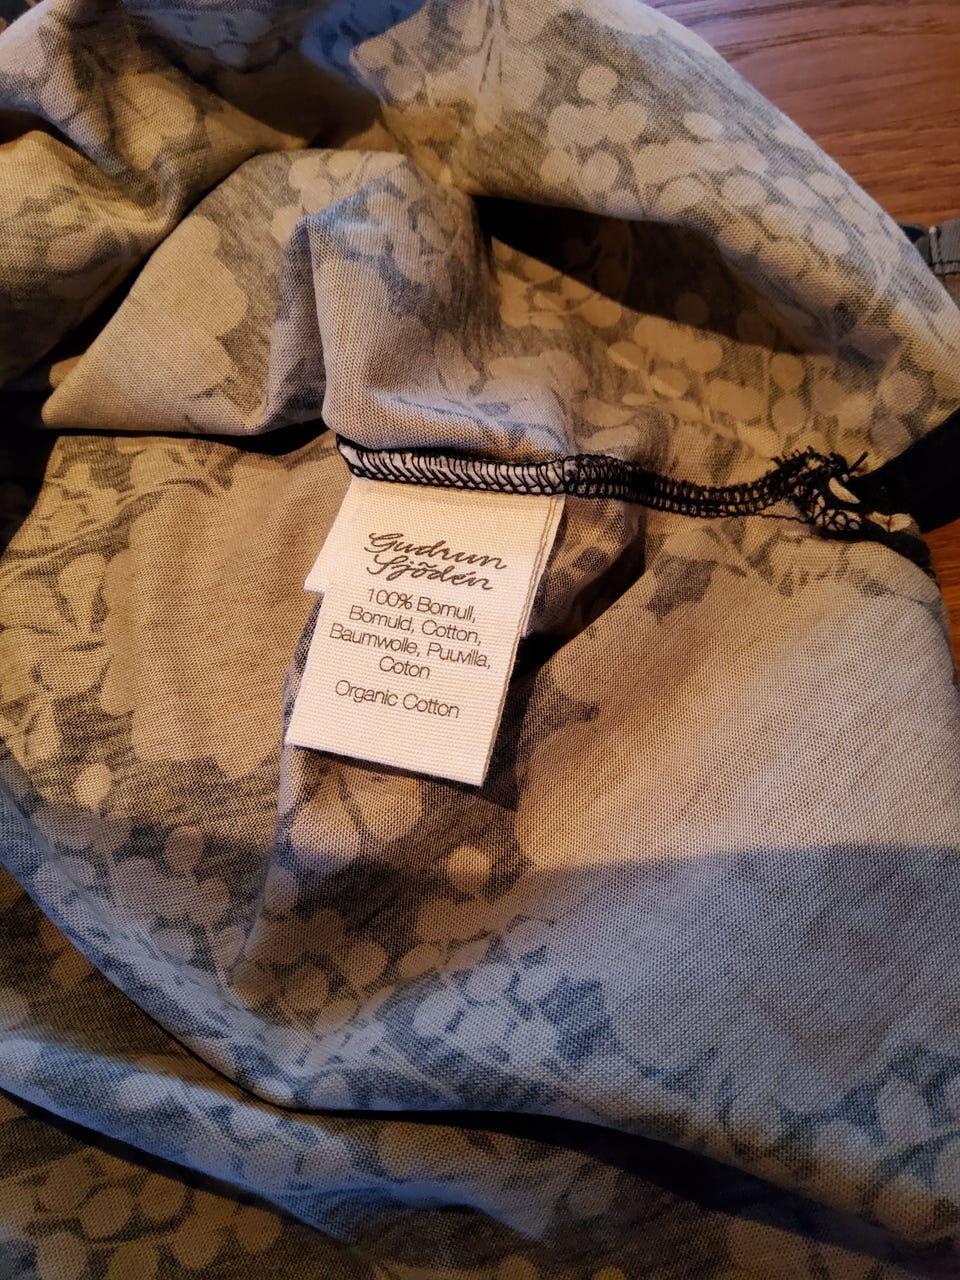 Gudrun
Sjödén
100% Bomull,
Bomuld, Cotton,
Baumwolle, Puuvilla,
Coton
Organic Cotton